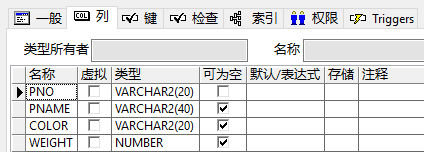 一般 列 键 检查 索引 权限 Triggers
类型所有者 名称
名称 虚拟 类型 可为空 默认/表达式 存储 注释
PNO VARCHAR2(20)
PNAME VARCHAR2(40)
COLOR VARCHAR2(20)
WEIGHT NUMBER